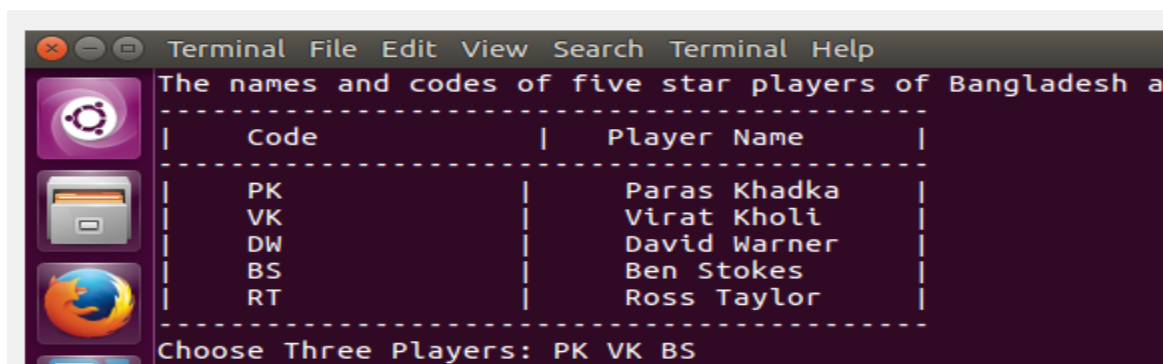 Terminal File Edit View Search Terminal Help
The names and codes of five star players of Bangladesh a
---------------------------------------------
| Code | Player Name |
---------------------------------------------
| PK | Paras Khadka |
| VK | Virat Kholi |
| DW | David Warner |
| BS | Ben Stokes |
| RT | Ross Taylor |
---------------------------------------------
Choose Three Players: PK VK BS